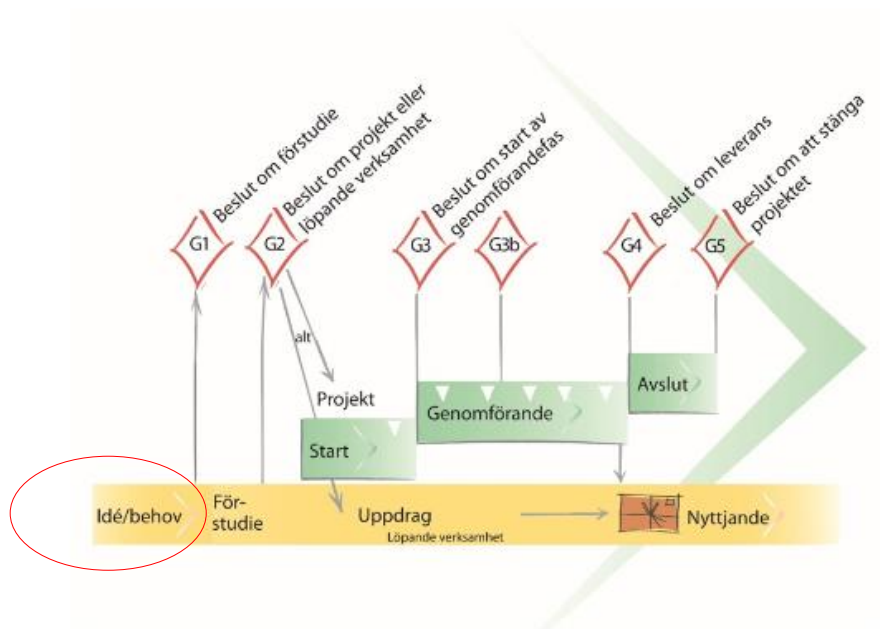 Beslut om förstudie
Beslut om projekt eller
löpande verksamhet
Beslut om start av
genomförandefas
Beslut om leverans
Beslut om att stänga
projektet
G1
G2
G3
G3b
G4
G5
alt
Projekt
Start
Genomförande
Avslut
Idé/behov
För-
studie
Uppdrag
Löpande verksamhet
Nyttjande